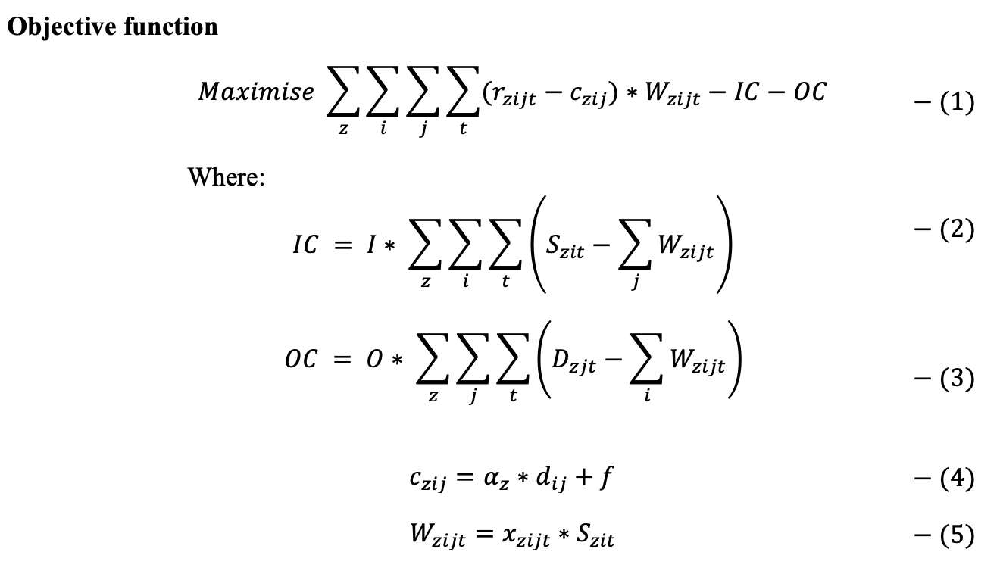 Objective function
Maximise ∑_z ∑_i ∑_j ∑_t (r_zijt − c_zij) * W_zijt − IC − OC − (1)
Where:
IC = I * ∑_z ∑_i ∑_t (S_zit − ∑_j W_zijt) − (2)
OC = O * ∑_z ∑_j ∑_t (D_zjt − ∑_i W_zijt) − (3)
c_zij = α_z * d_ij + f − (4)
W_zijt = x_zijt * S_zit − (5)